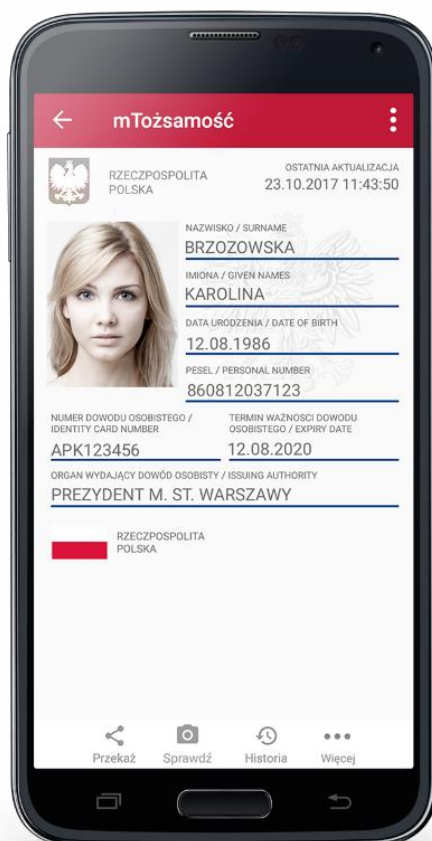 mTożsamość
RZECZPOSPOLITA
POLSKA
OSTATNIA AKTUALIZACJA
23.10.2017 11:43:50
NAZWISKO / SURNAME
BRZOZOWSKA
IMIONA / GIVEN NAMES
KAROLINA
DATA URODZENIA / DATE OF BIRTH
12.08.1986
PESEL / PERSONAL NUMBER
860812037123
NUMER DOWODU OSOBISTEGO /
IDENTITY CARD NUMBER
APK123456
TERMIN WAŻNOSCI DOWODU
OSOBISTEGO / EXPIRY DATE
12.08.2020
ORGAN WYDAJĄCY DOWÓD OSOBISTY / ISSUING AUTHORITY
PREZYDENT M. ST. WARSZAWY
RZECZPOSPOLITA
POLSKA
Przekaż
Sprawdź
Historia
Więcej